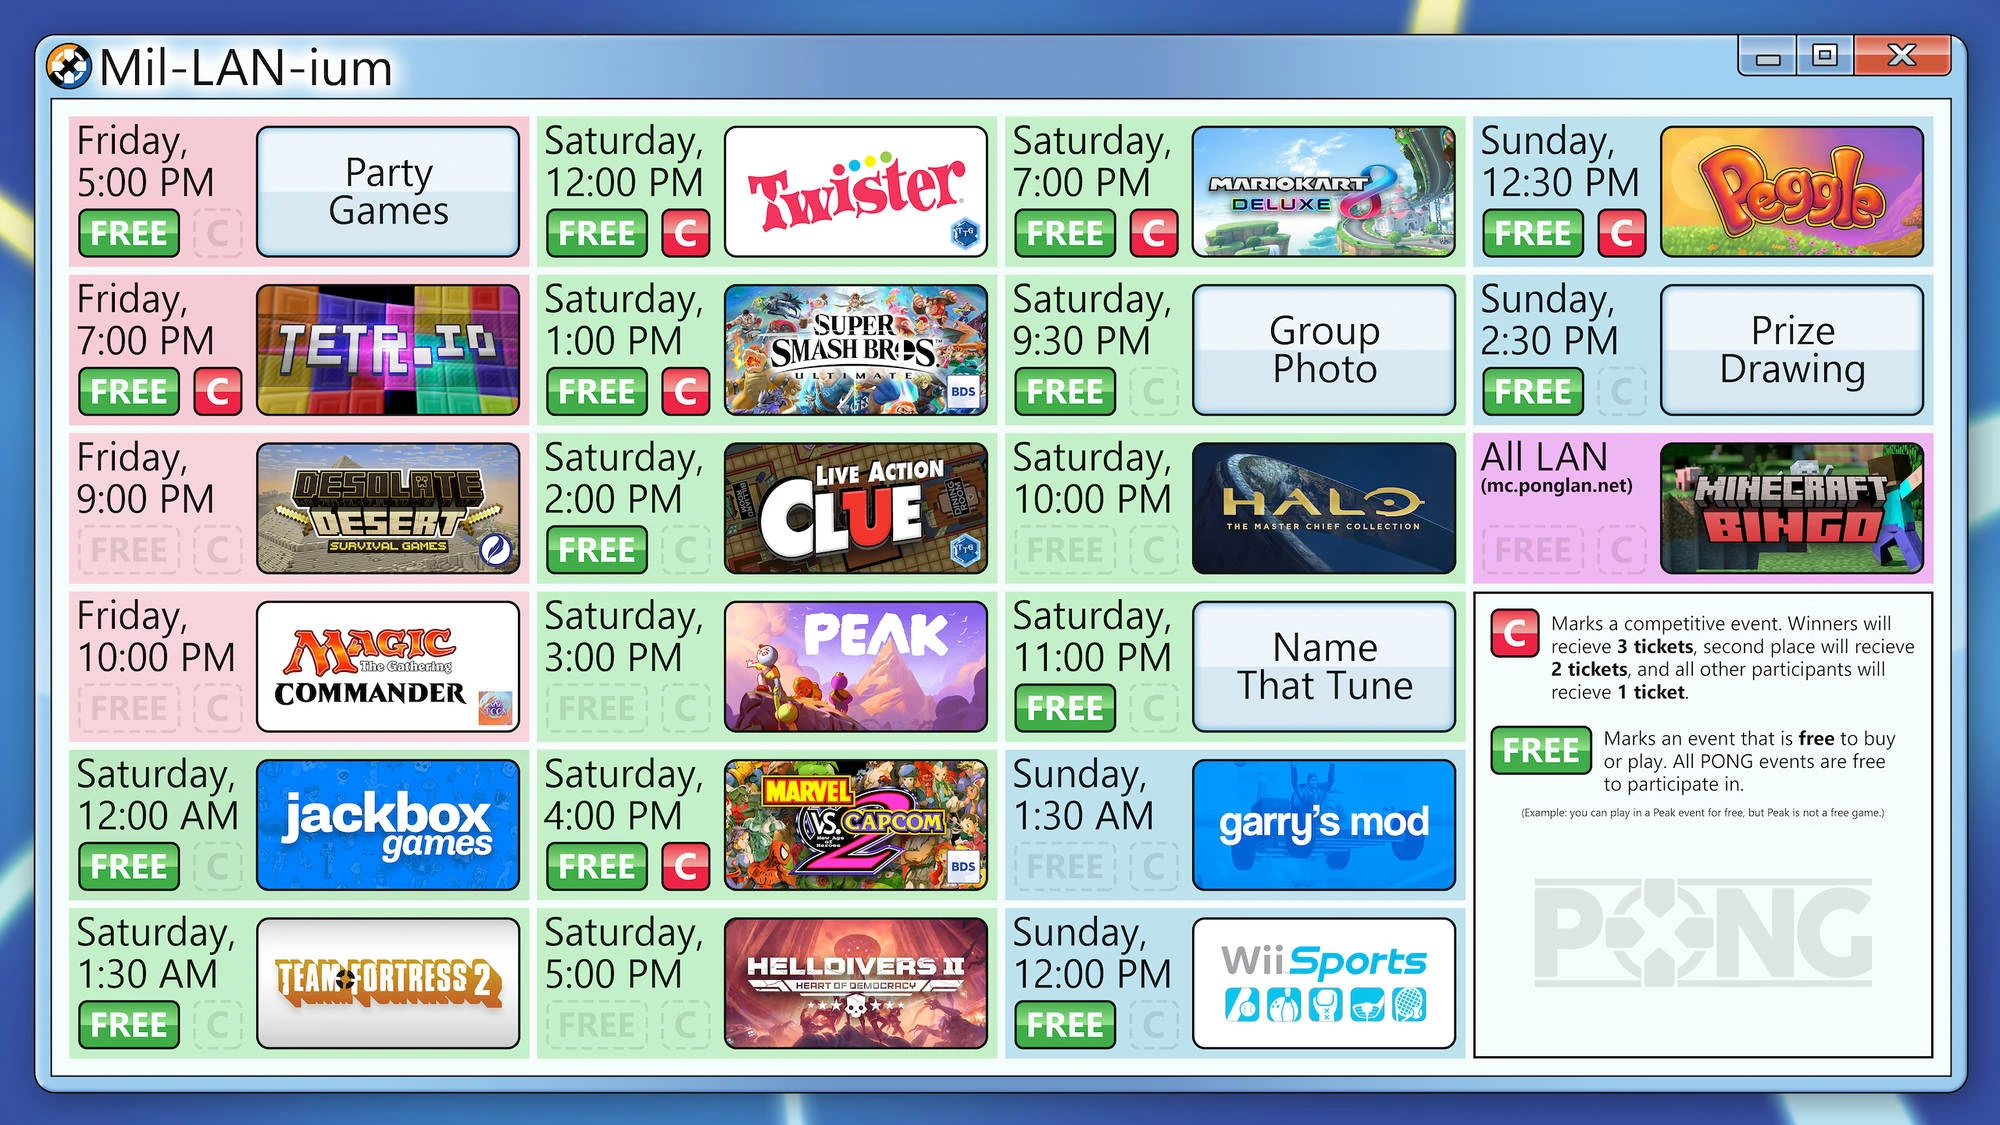 Mil-LAN-ium
Friday,
5:00 PM
FREE C
Party
Games
Friday,
7:00 PM
FREE C
TETR.IO
Friday,
9:00 PM
FREE C
DESOLATE
DESERT
SURVIVAL GAMES
Friday,
10:00 PM
FREE C
MAGIC
The Gathering
COMMANDER
Saturday,
12:00 AM
FREE C
jackbox
games
Saturday,
1:30 AM
FREE C
TEAM FORTRESS 2
Saturday,
12:00 PM
FREE C
Twister
TTG
Saturday,
1:00 PM
FREE C
SUPER
SMASH BROS.
ULTIMATE
BDS
Saturday,
2:00 PM
FREE C
LIVE ACTION
CLUE
BILLIARD
ROOM
DINING
ROOM
TTG
Saturday,
3:00 PM
FREE C
PEAK
Saturday,
4:00 PM
FREE C
MARVEL
VS. CAPCOM
2
New Age
of
Heroes
BDS
Saturday,
5:00 PM
FREE C
HELLDIVERS II
HEART OF DEMOCRACY
Saturday,
7:00 PM
FREE C
MARIOKART 8
DELUXE
Saturday,
9:30 PM
FREE C
Group
Photo
Saturday,
10:00 PM
FREE C
HALO
THE MASTER CHIEF COLLECTION
Saturday,
11:00 PM
FREE C
Name
That Tune
Sunday,
1:30 AM
FREE C
garry's mod
Sunday,
12:00 PM
FREE C
Wii Sports
Sunday,
12:30 PM
FREE C
Peggle
Sunday,
2:30 PM
FREE C
Prize
Drawing
All LAN
(mc.ponglan.net)
FREE C
MINECRAFT
BINGO
C
Marks a competitive event. Winners will
recieve 3 tickets, second place will recieve
2 tickets, and all other participants will
recieve 1 ticket.
FREE
Marks an event that is free to buy
or play. All PONG events are free
to participate in.
(Example: you can play in a Peak event for free, but Peak is not a free game.)
PONG